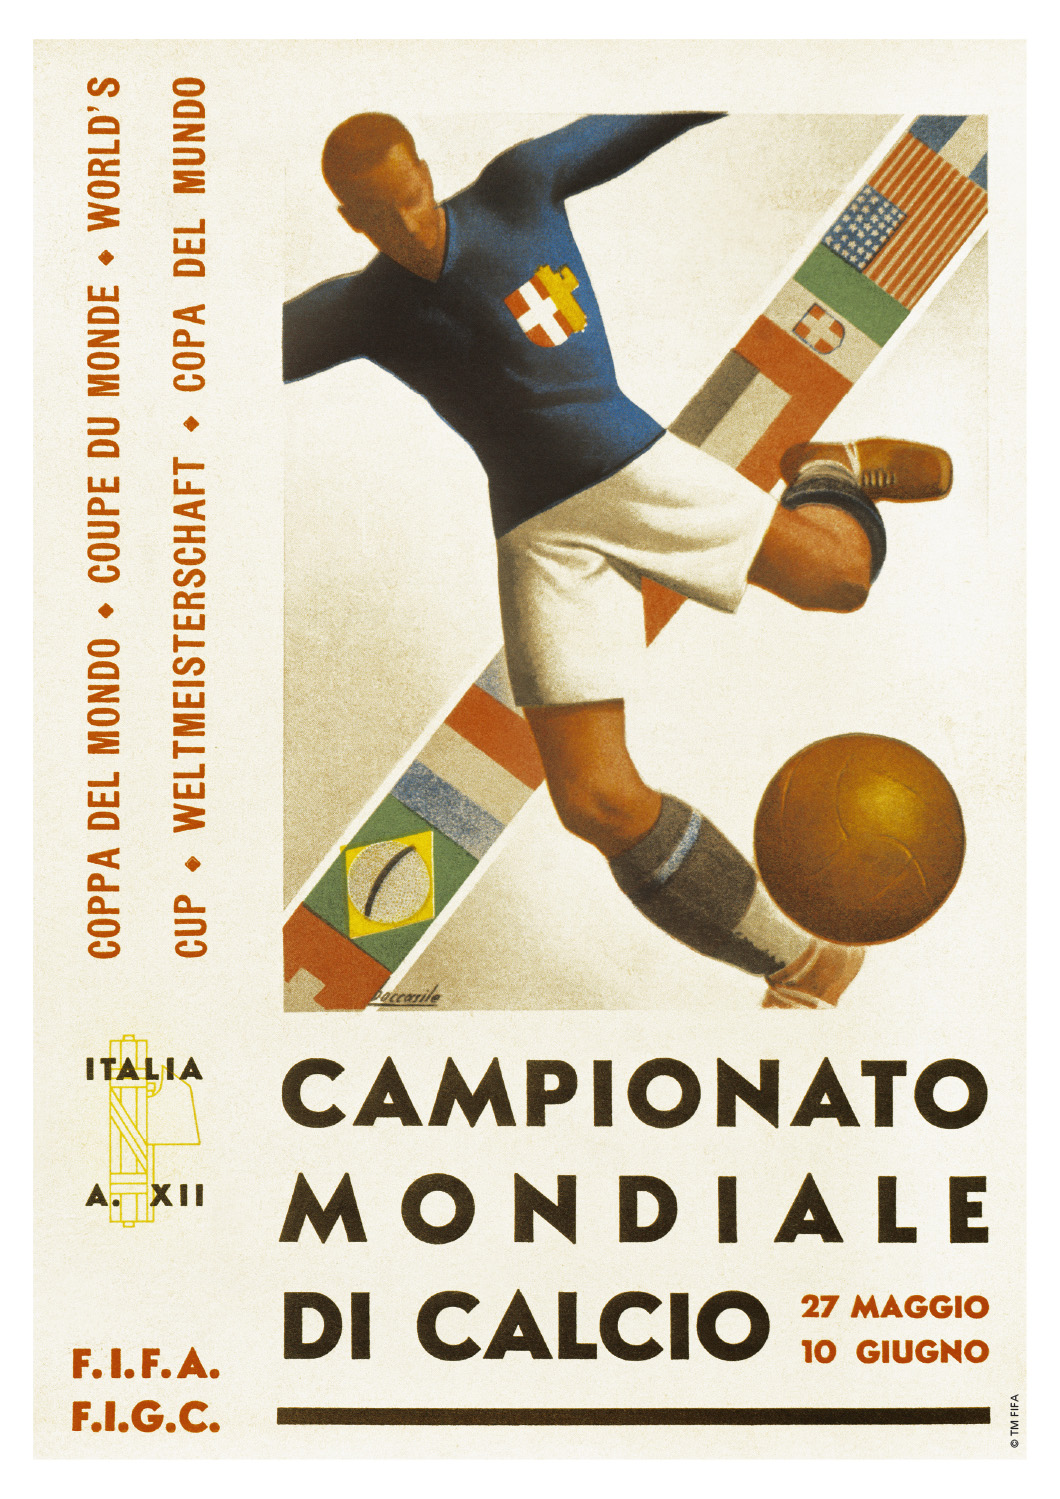 COPPA DEL MONDO ◆ COUPE DU MONDE ◆ WORLD'S
CUP ◆ WELTMEISTERSCHAFT ◆ COPA DEL MUNDO
Boccasile
ITALIA
A. XII
CAMPIONATO
MONDIALE
DI CALCIO
27 MAGGIO
10 GIUGNO
F.I.F.A.
F.I.G.C.
© TM FIFA